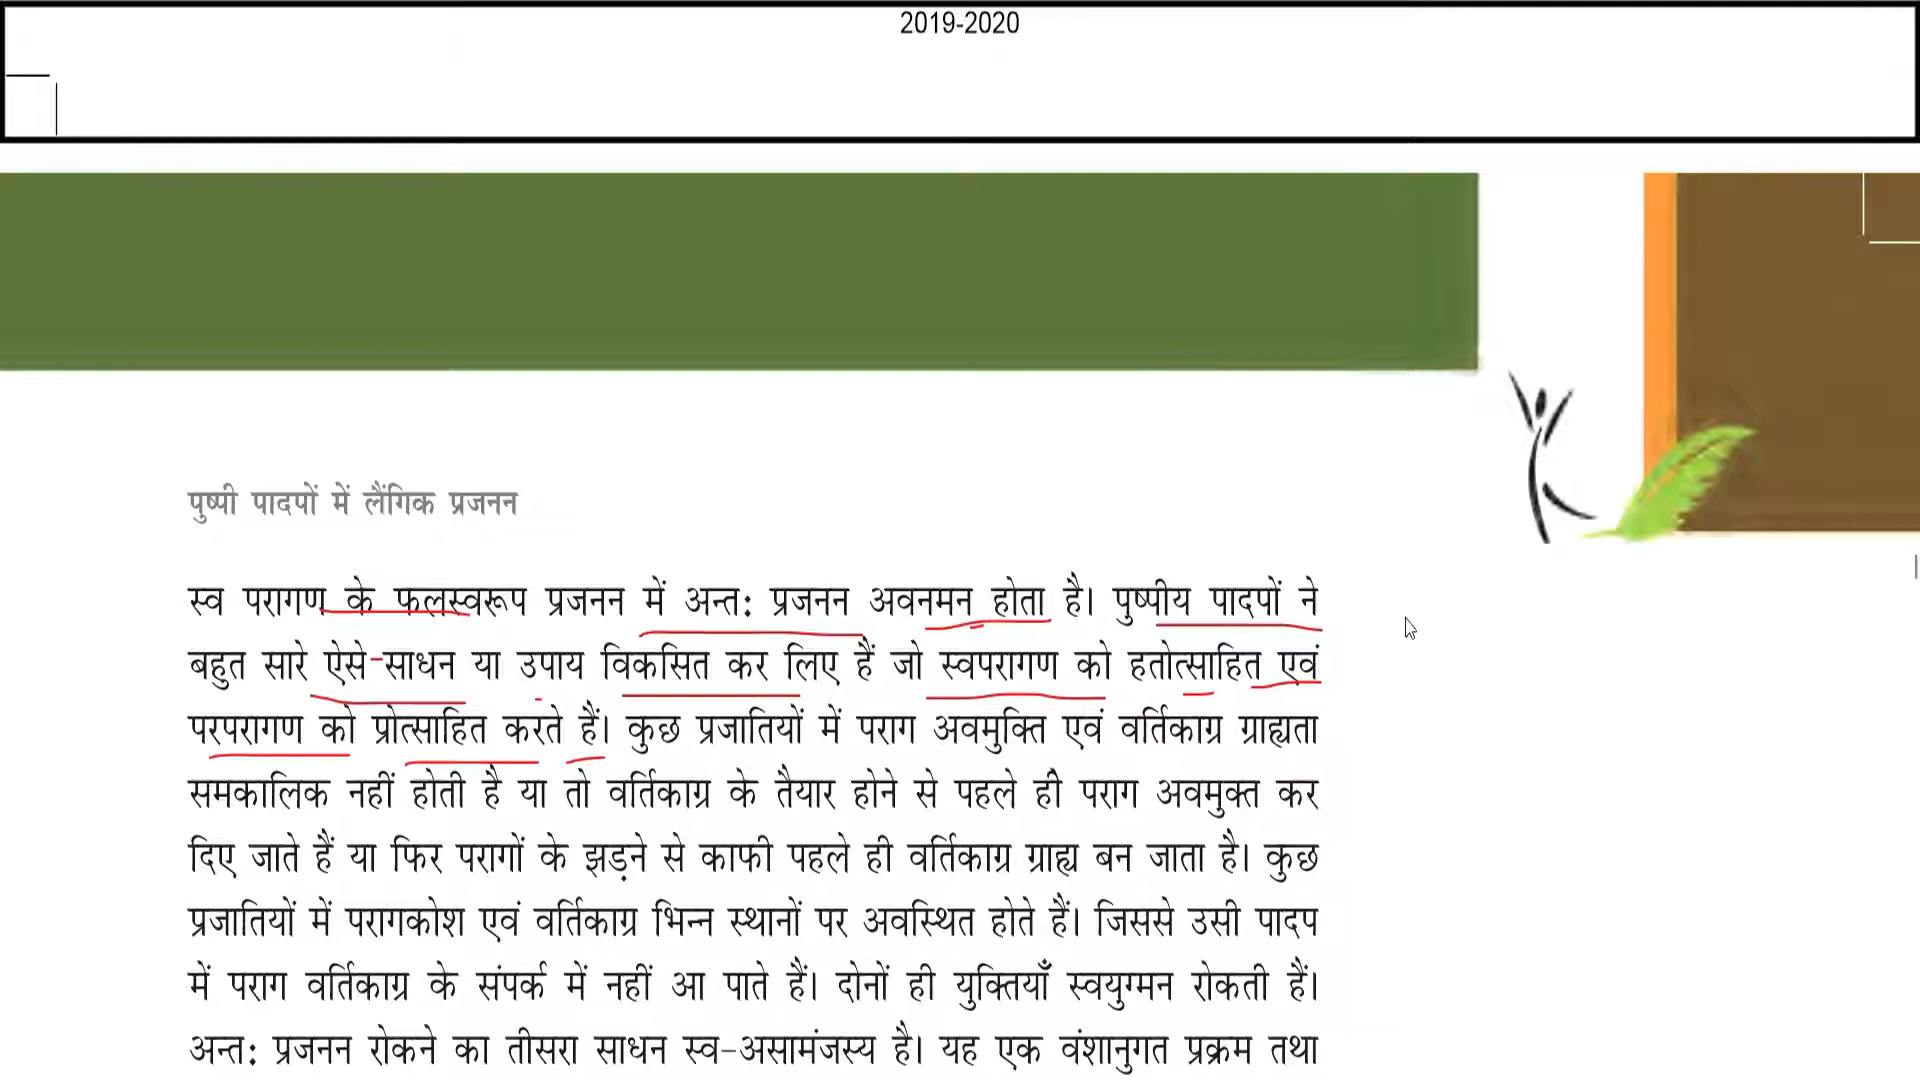 2019-2020
पुष्पी पादपों में लैंगिक प्रजनन
स्व परागण के फलस्वरूप प्रजनन में अन्त: प्रजनन अवनमन होता है। पुष्पीय पादपों ने
बहुत सारे ऐसे-साधन या उपाय विकसित कर लिए हैं जो स्वपरागण को हतोत्साहित एवं
परपरागण को प्रोत्साहित करते हैं। कुछ प्रजातियों में पराग अवमुक्ति एवं वर्तिकाग्र ग्राह्यता
समकालिक नहीं होती है या तो वर्तिकाग्र के तैयार होने से पहले ही पराग अवमुक्त कर
दिए जाते हैं या फिर परागों के झड़ने से काफी पहले ही वर्तिकाग्र ग्राह्य बन जाता है। कुछ
प्रजातियों में परागकोश एवं वर्तिकाग्र भिन्न स्थानों पर अवस्थित होते हैं। जिससे उसी पादप
में पराग वर्तिकाग्र के संपर्क में नहीं आ पाते हैं। दोनों ही युक्तियाँ स्वयुग्मन रोकती हैं।
अन्त: प्रजनन रोकने का तीसरा साधन स्व-असामंजस्य है। यह एक वंशानुगत प्रक्रम तथा